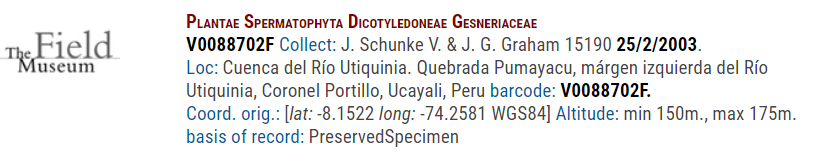 The Field
Museum
PLANTAE SPERMATOPHYTA DICOTYLEDONEAE GESNERIACEAE
V0088702F Collect: J. Schunke V. & J. G. Graham 15190 25/2/2003.
Loc: Cuenca del Río Utiquinia. Quebrada Pumayacu, márgen izquierda del Río
Utiquinia, Coronel Portillo, Ucayali, Peru barcode: V0088702F.
Coord. orig.: [lat: -8.1522 long: -74.2581 WGS84] Altitude: min 150m., max 175m.
basis of record: PreservedSpecimen